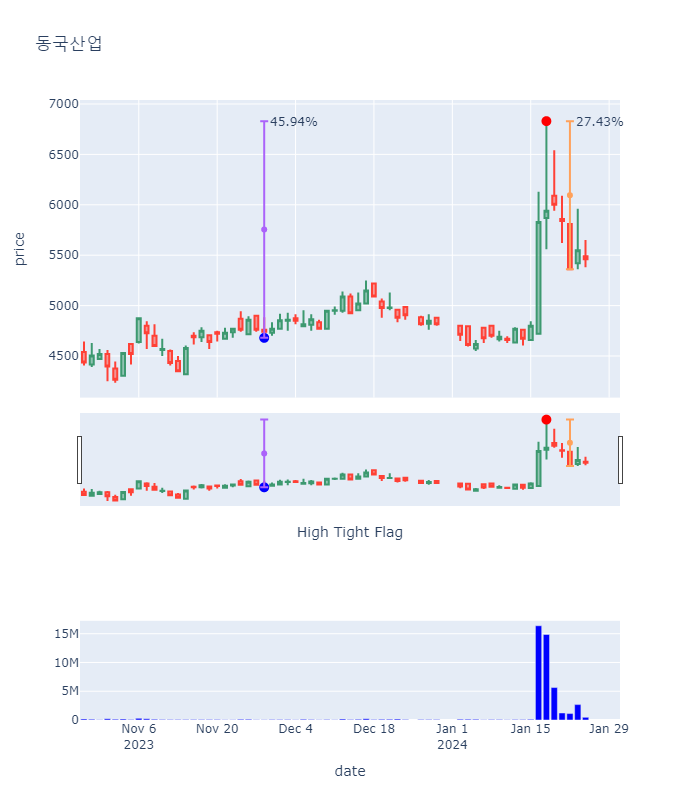 동국산업
45.94%
27.43%
7000
6500
6000
5500
5000
4500
price
High Tight Flag
15M
10M
5M
0
Nov 6
2023
Nov 20
Dec 4
Dec 18
Jan 1
2024
Jan 15
Jan 29
date